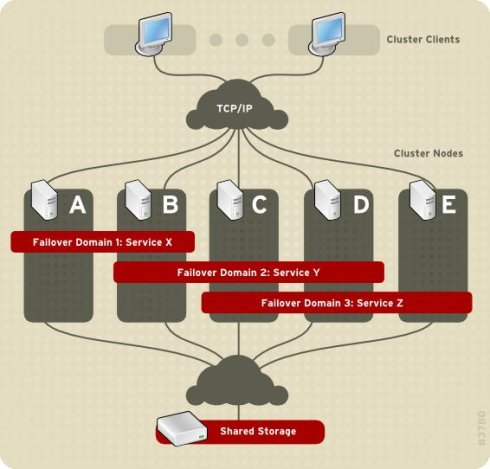 Cluster Clients
TCP/IP
Cluster Nodes
A B C D E
Failover Domain 1: Service X
Failover Domain 2: Service Y
Failover Domain 3: Service Z
Shared Storage
#3780